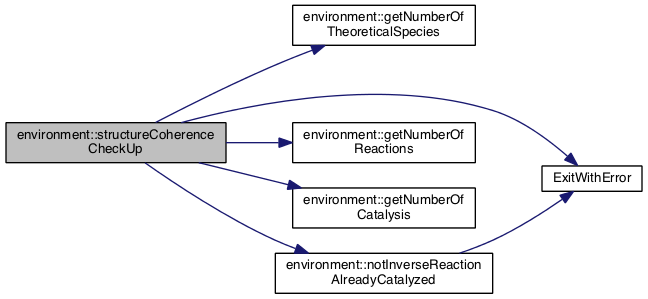 environment::getNumberOf
TheoreticalSpecies
environment::structureCoherence
CheckUp
environment::getNumberOf
Reactions
ExitWithError
environment::getNumberOf
Catalysis
environment::notInverseReaction
AlreadyCatalyzed